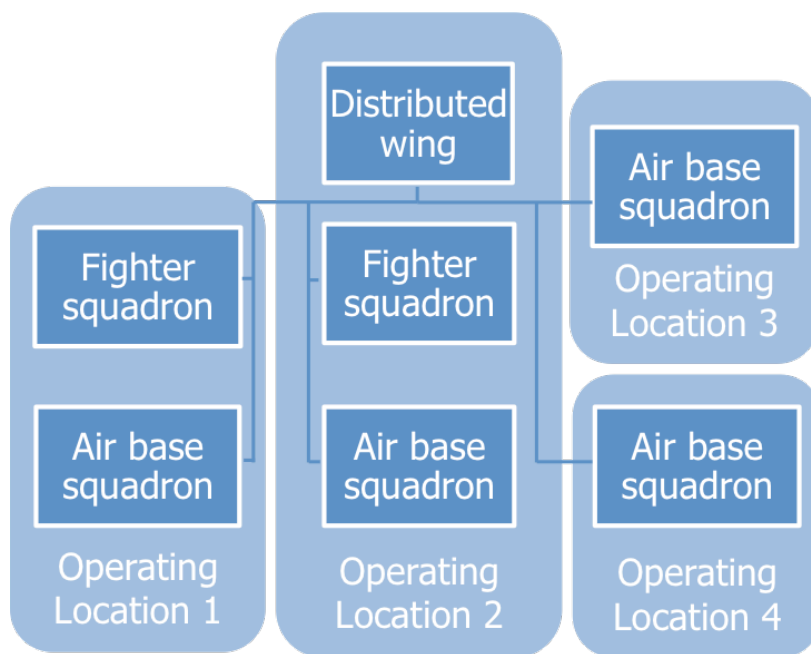 Distributed
wing
Fighter
squadron
Air base
squadron
Operating
Location 1
Fighter
squadron
Air base
squadron
Operating
Location 2
Air base
squadron
Operating
Location 3
Air base
squadron
Operating
Location 4